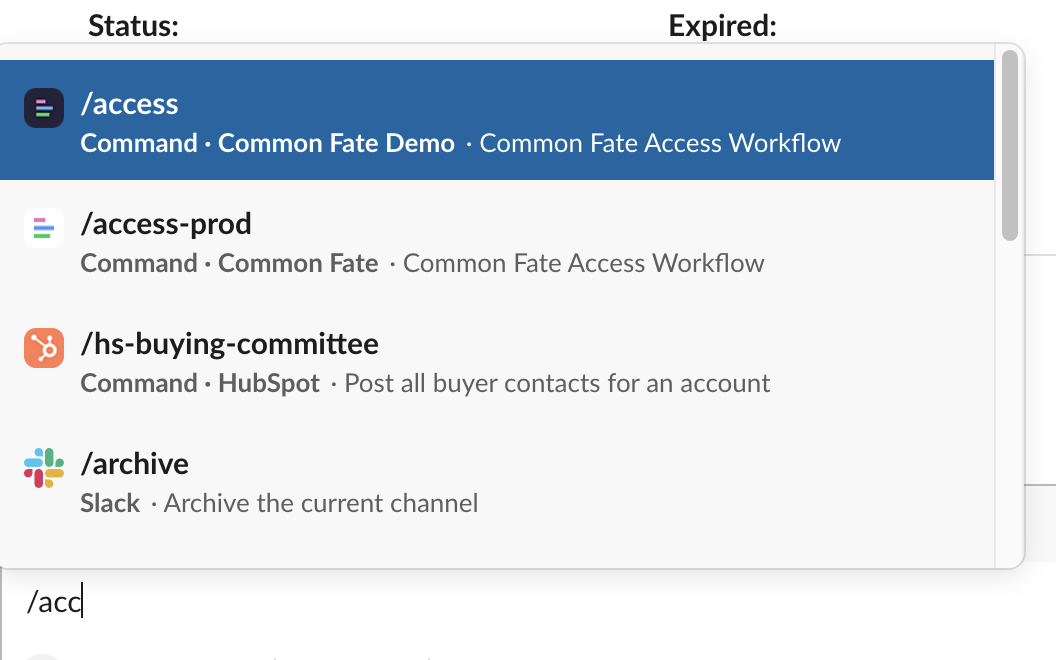 Status: Expired:
/access
Command · Common Fate Demo · Common Fate Access Workflow
/access-prod
Command · Common Fate · Common Fate Access Workflow
/hs-buying-committee
Command · HubSpot · Post all buyer contacts for an account
/archive
Slack · Archive the current channel
/acc